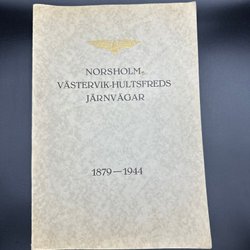 NORSHOLM-
VÄSTERVIK-HULTSFREDS
JÄRNVÄGAR
1879—1944